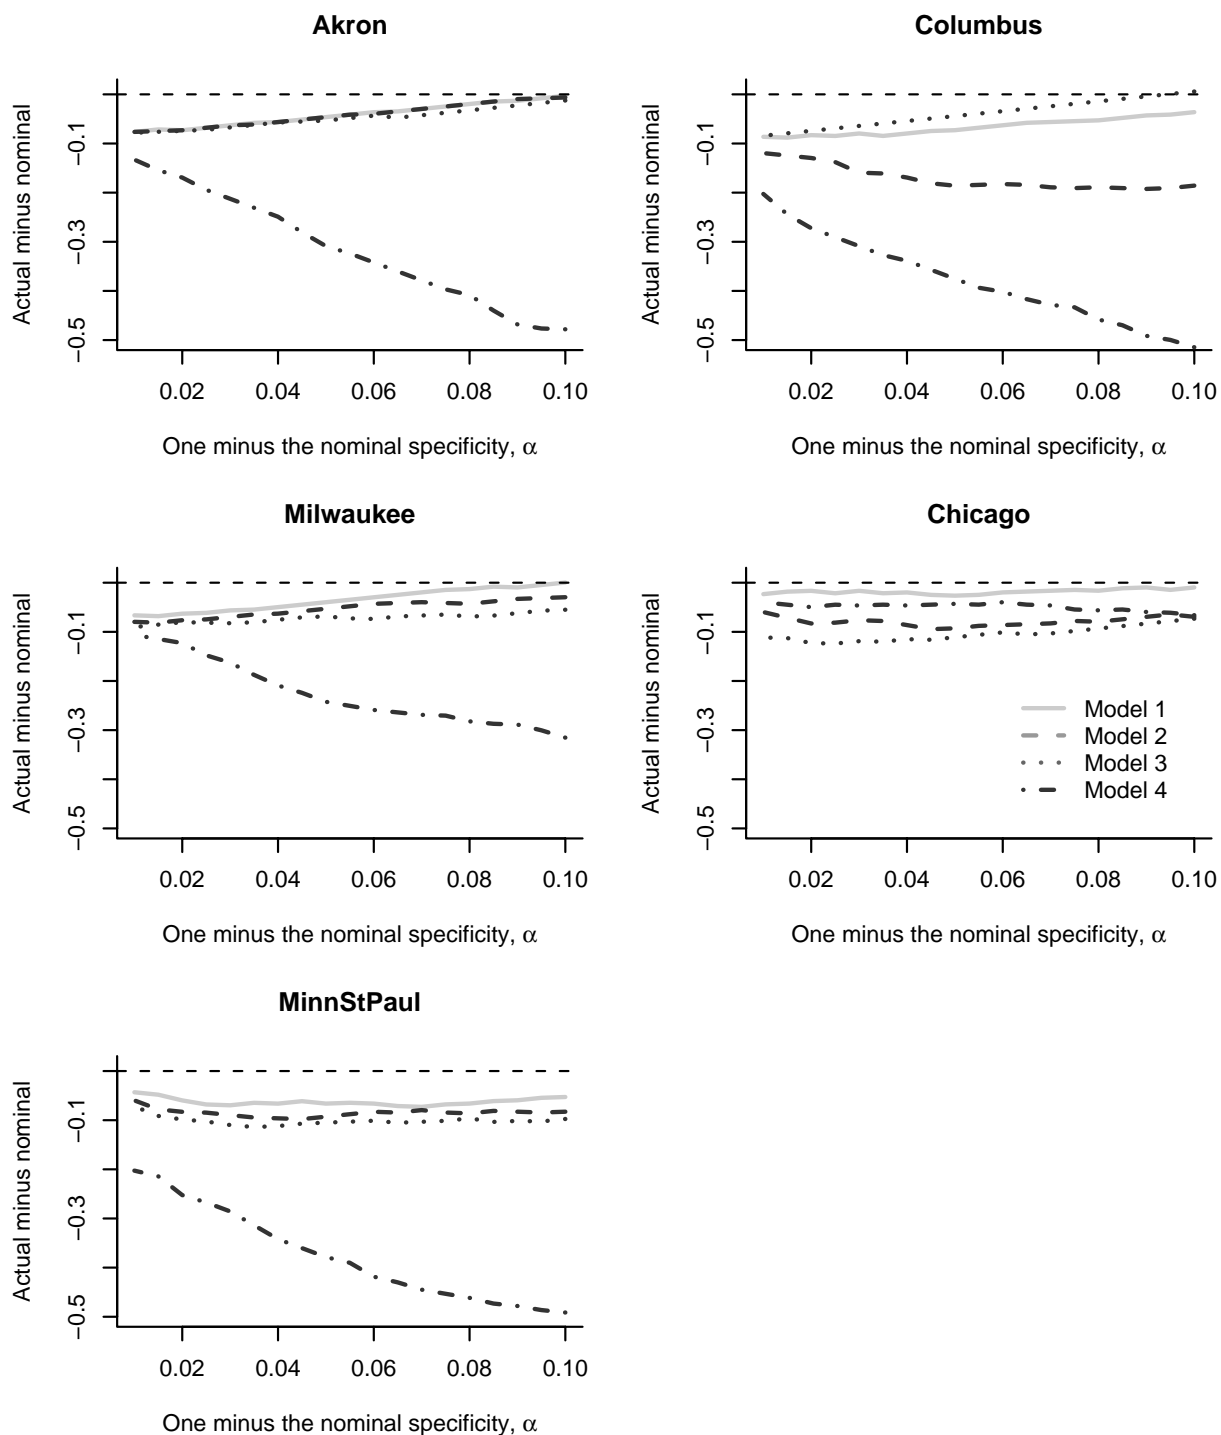 Akron
Actual minus nominal
−0.1
−0.3
−0.5
0.02 0.04 0.06 0.08 0.10
One minus the nominal specificity, α
Columbus
Actual minus nominal
−0.1
−0.3
−0.5
0.02 0.04 0.06 0.08 0.10
One minus the nominal specificity, α
Milwaukee
Actual minus nominal
−0.1
−0.3
−0.5
0.02 0.04 0.06 0.08 0.10
One minus the nominal specificity, α
Chicago
Actual minus nominal
−0.1
−0.3
−0.5
Model 1
Model 2
Model 3
Model 4
0.02 0.04 0.06 0.08 0.10
One minus the nominal specificity, α
MinnStPaul
Actual minus nominal
−0.1
−0.3
−0.5
0.02 0.04 0.06 0.08 0.10
One minus the nominal specificity, α